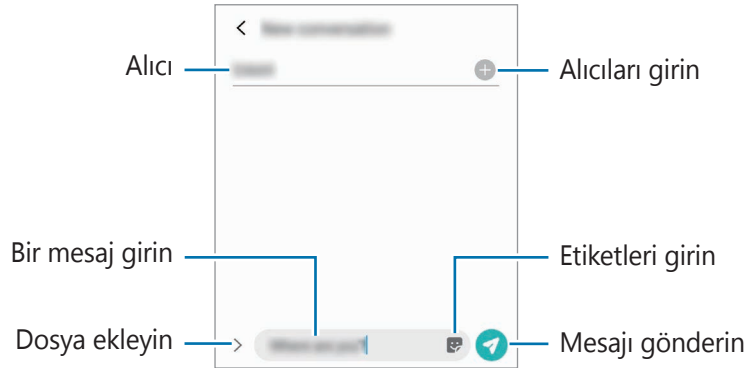 Alıcı
Alıcıları girin
Bir mesaj girin
Etiketleri girin
Dosya ekleyin
Mesajı gönderin